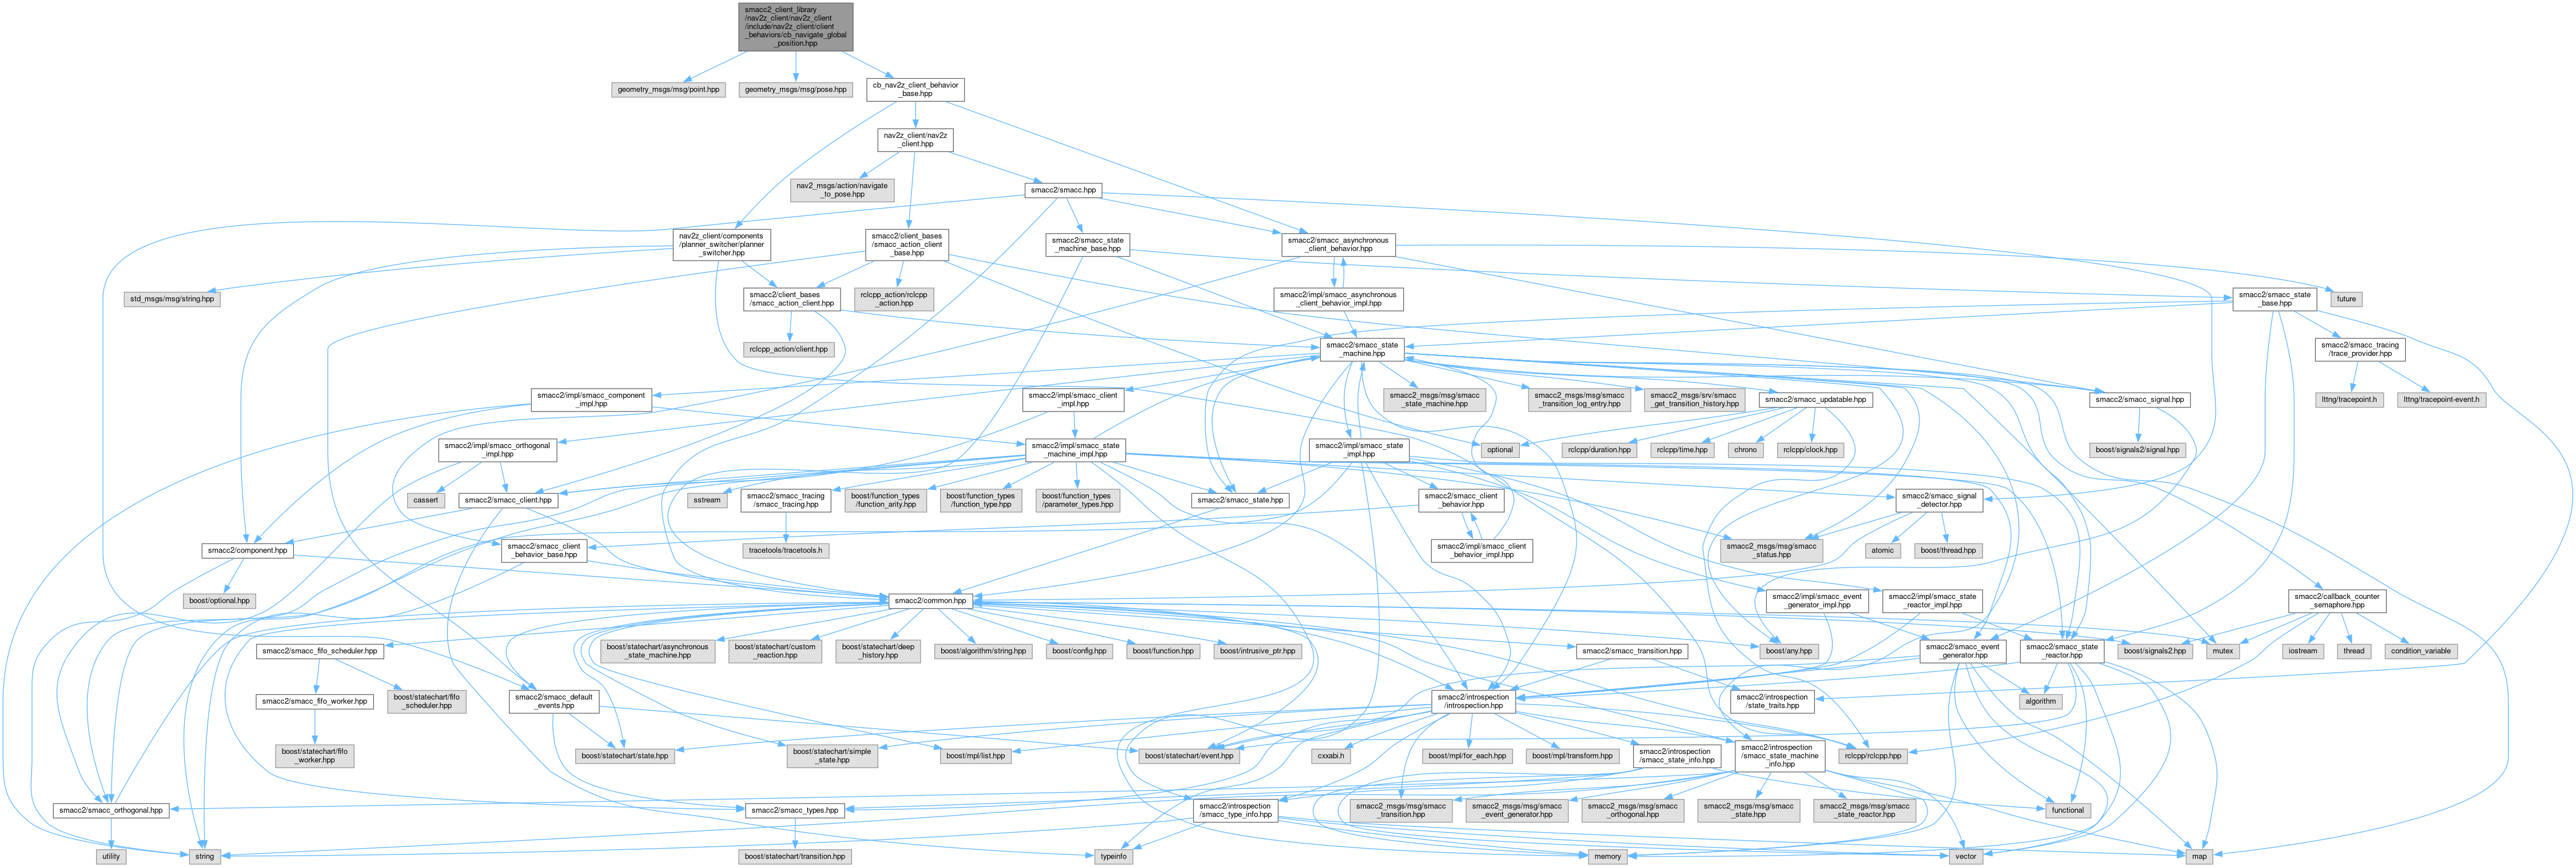 smacc2_client_library
/nav2z_client/nav2z_client
/include/nav2z_client/client
_behaviors/cb_navigate_global
_position.hpp
geometry_msgs/msg/point.hpp
geometry_msgs/msg/pose.hpp
cb_nav2z_client_behavior
_base.hpp
nav2z_client/nav2z
_client.hpp
nav2_msgs/action/navigate
_to_pose.hpp
smacc2/smacc.hpp
nav2z_client/components
/planner_switcher/planner
_switcher.hpp
smacc2/client_bases
/smacc_action_client
_base.hpp
smacc2/smacc_state
_machine_base.hpp
smacc2/smacc_asynchronous
_client_behavior.hpp
std_msgs/msg/string.hpp
smacc2/client_bases
/smacc_action_client.hpp
rclcpp_action/rclcpp
_action.hpp
smacc2/impl/smacc_asynchronous
_client_behavior_impl.hpp
smacc2/smacc_state
_base.hpp
future
rclcpp_action/client.hpp
smacc2/smacc_state
_machine.hpp
smacc2/smacc_tracing
/trace_provider.hpp
smacc2/impl/smacc_component
_impl.hpp
smacc2/impl/smacc_client
_impl.hpp
smacc2_msgs/msg/smacc
_state_machine.hpp
smacc2_msgs/msg/smacc
_transition_log_entry.hpp
smacc2_msgs/srv/smacc
_get_transition_history.hpp
smacc2/smacc_updatable.hpp
smacc2/smacc_signal.hpp
lttng/tracepoint.h
lttng/tracepoint-event.h
smacc2/impl/smacc_orthogonal
_impl.hpp
smacc2/impl/smacc_state
_machine_impl.hpp
smacc2/impl/smacc_state
_impl.hpp
optional
rclcpp/duration.hpp
rclcpp/time.hpp
chrono
rclcpp/clock.hpp
boost/signals2/signal.hpp
cassert
smacc2/smacc_client.hpp
sstream
smacc2/smacc_tracing
/smacc_tracing.hpp
boost/function_types
/function_arity.hpp
boost/function_types
/function_type.hpp
boost/function_types
/parameter_types.hpp
smacc2/smacc_state.hpp
smacc2/smacc_client
_behavior.hpp
smacc2/smacc_signal
_detector.hpp
smacc2/component.hpp
smacc2/smacc_client
_behavior_base.hpp
tracetools/tracetools.h
smacc2/impl/smacc_client
_behavior_impl.hpp
smacc2_msgs/msg/smacc
_status.hpp
atomic
boost/thread.hpp
boost/optional.hpp
smacc2/common.hpp
smacc2/impl/smacc_event
_generator_impl.hpp
smacc2/impl/smacc_state
_reactor_impl.hpp
smacc2/callback_counter
_semaphore.hpp
smacc2/smacc_fifo_scheduler.hpp
boost/statechart/asynchronous
_state_machine.hpp
boost/statechart/custom
_reaction.hpp
boost/statechart/deep
_history.hpp
boost/algorithm/string.hpp
boost/config.hpp
boost/function.hpp
boost/intrusive_ptr.hpp
smacc2/smacc_transition.hpp
boost/any.hpp
smacc2/smacc_event
_generator.hpp
smacc2/smacc_state
_reactor.hpp
boost/signals2.hpp
mutex
iostream
thread
condition_variable
smacc2/smacc_fifo_worker.hpp
boost/statechart/fifo
_scheduler.hpp
smacc2/smacc_default
_events.hpp
smacc2/introspection
/introspection.hpp
smacc2/introspection
/state_traits.hpp
algorithm
boost/statechart/fifo
_worker.hpp
boost/statechart/state.hpp
boost/statechart/simple
_state.hpp
boost/mpl/list.hpp
boost/statechart/event.hpp
cxxabi.h
boost/mpl/for_each.hpp
boost/mpl/transform.hpp
smacc2/introspection
/smacc_state_info.hpp
smacc2/introspection
/smacc_state_machine
_info.hpp
rclcpp/rclcpp.hpp
smacc2/smacc_orthogonal.hpp
smacc2/smacc_types.hpp
smacc2/introspection
/smacc_type_info.hpp
smacc2_msgs/msg/smacc
_transition.hpp
smacc2_msgs/msg/smacc
_event_generator.hpp
smacc2_msgs/msg/smacc
_orthogonal.hpp
smacc2_msgs/msg/smacc
_state.hpp
smacc2_msgs/msg/smacc
_state_reactor.hpp
functional
utility
string
boost/statechart/transition.hpp
typeinfo
memory
vector
map